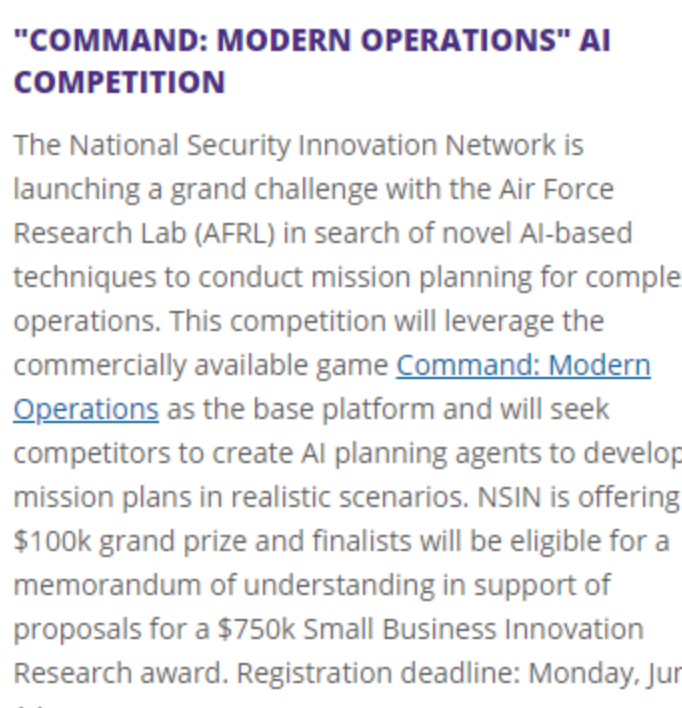 "COMMAND: MODERN OPERATIONS" AI
COMPETITION
The National Security Innovation Network is
launching a grand challenge with the Air Force
Research Lab (AFRL) in search of novel AI-based
techniques to conduct mission planning for comple
operations. This competition will leverage the
commercially available game Command: Modern
Operations as the base platform and will seek
competitors to create AI planning agents to develop
mission plans in realistic scenarios. NSIN is offering
$100k grand prize and finalists will be eligible for a
memorandum of understanding in support of
proposals for a $750k Small Business Innovation
Research award. Registration deadline: Monday, Jun